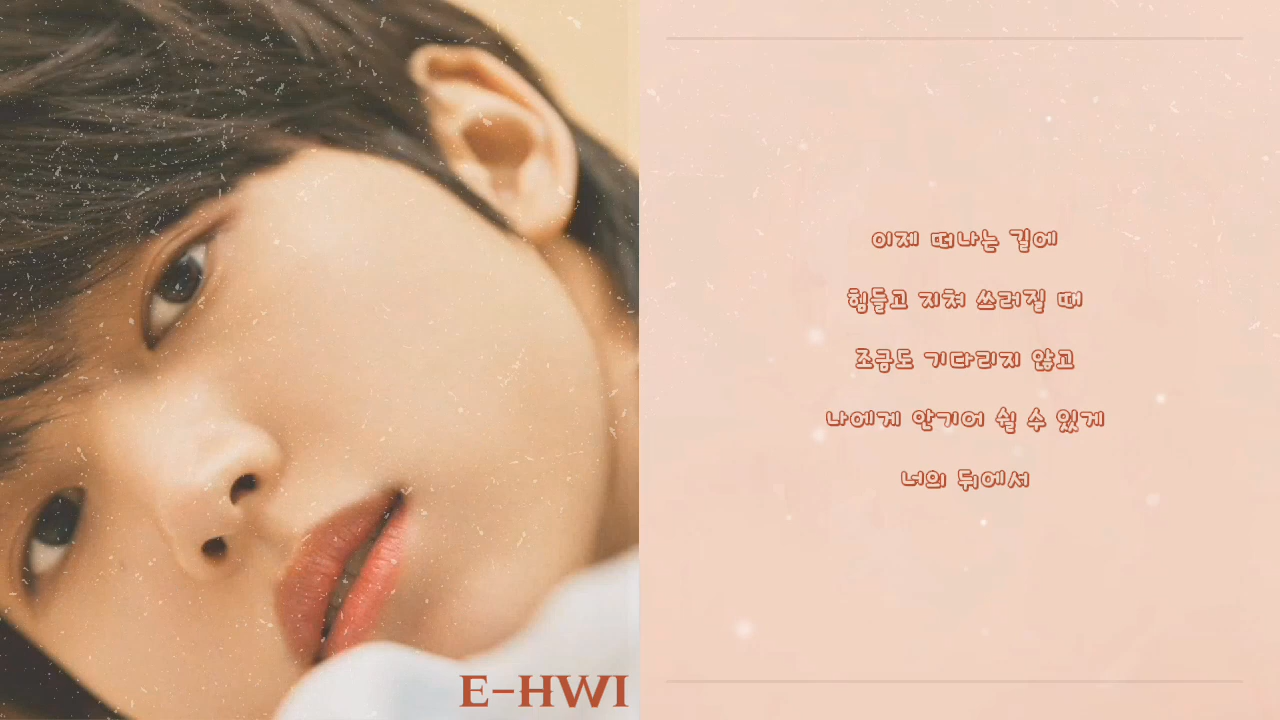 이제 떠나는 길에
힘들고 지쳐 쓰러질 때
조금도 기다리지 않고
나에게 안기어 쉴 수 있게
너의 뒤에서
E-HWI